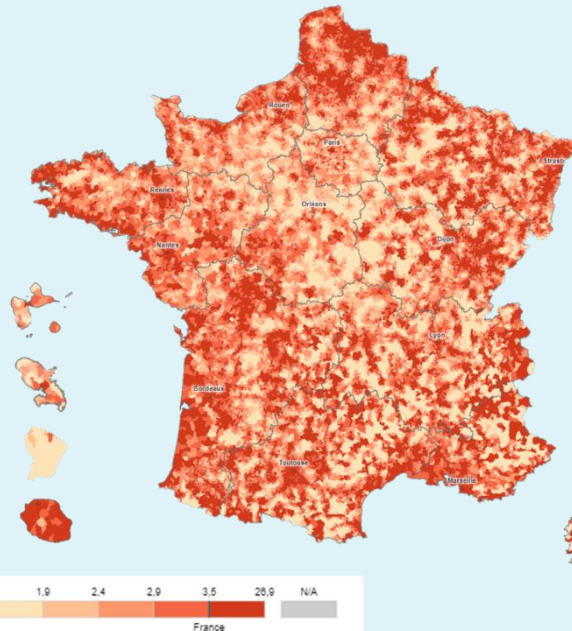 Rouen
Paris
Strasb
Rennes
Orléans
Nantes
Dijon
Lyon
Bordeaux
Toulouse
Marseille
1,9 2,4 2,9 3,5 26,9 N/A
France